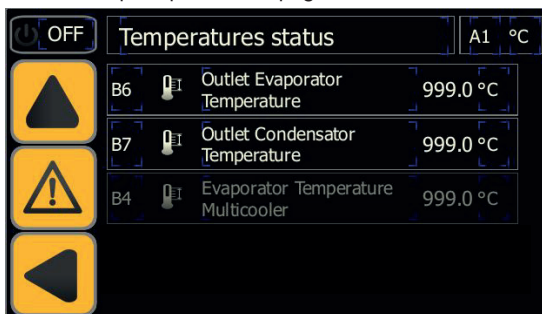 OFF
Temperatures status
A1 °C
B6
Outlet Evaporator
Temperature
999.0 °C
B7
Outlet Condensator
Temperature
999.0 °C
B4
Evaporator Temperature
Multicooler
999.0 °C